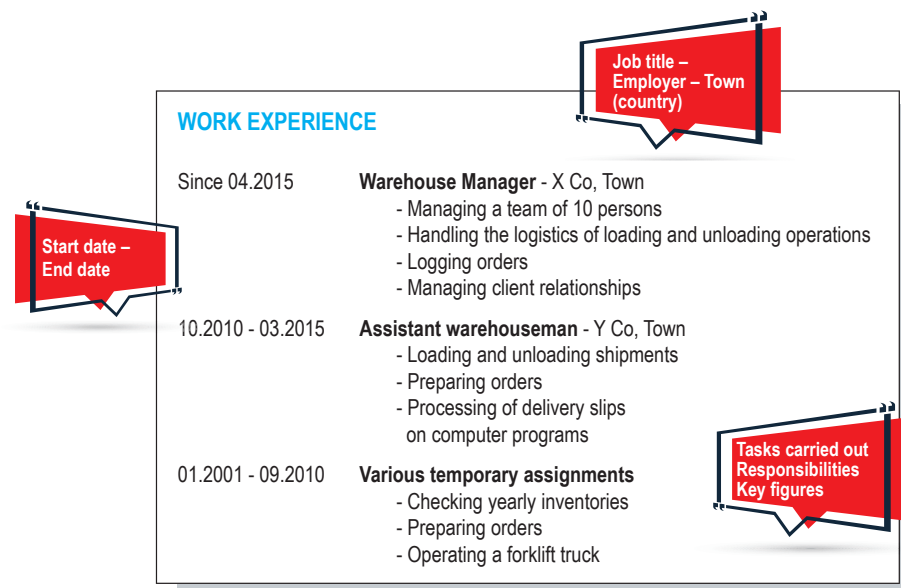 Job title –
Employer – Town
(country)
WORK EXPERIENCE
Since 04.2015 Warehouse Manager - X Co, Town
- Managing a team of 10 persons
- Handling the logistics of loading and unloading operations
- Logging orders
- Managing client relationships
Start date –
End date
10.2010 - 03.2015 Assistant warehouseman - Y Co, Town
- Loading and unloading shipments
- Preparing orders
- Processing of delivery slips
on computer programs
01.2001 - 09.2010 Various temporary assignments
- Checking yearly inventories
- Preparing orders
- Operating a forklift truck
Tasks carried out
Responsibilities
Key figures